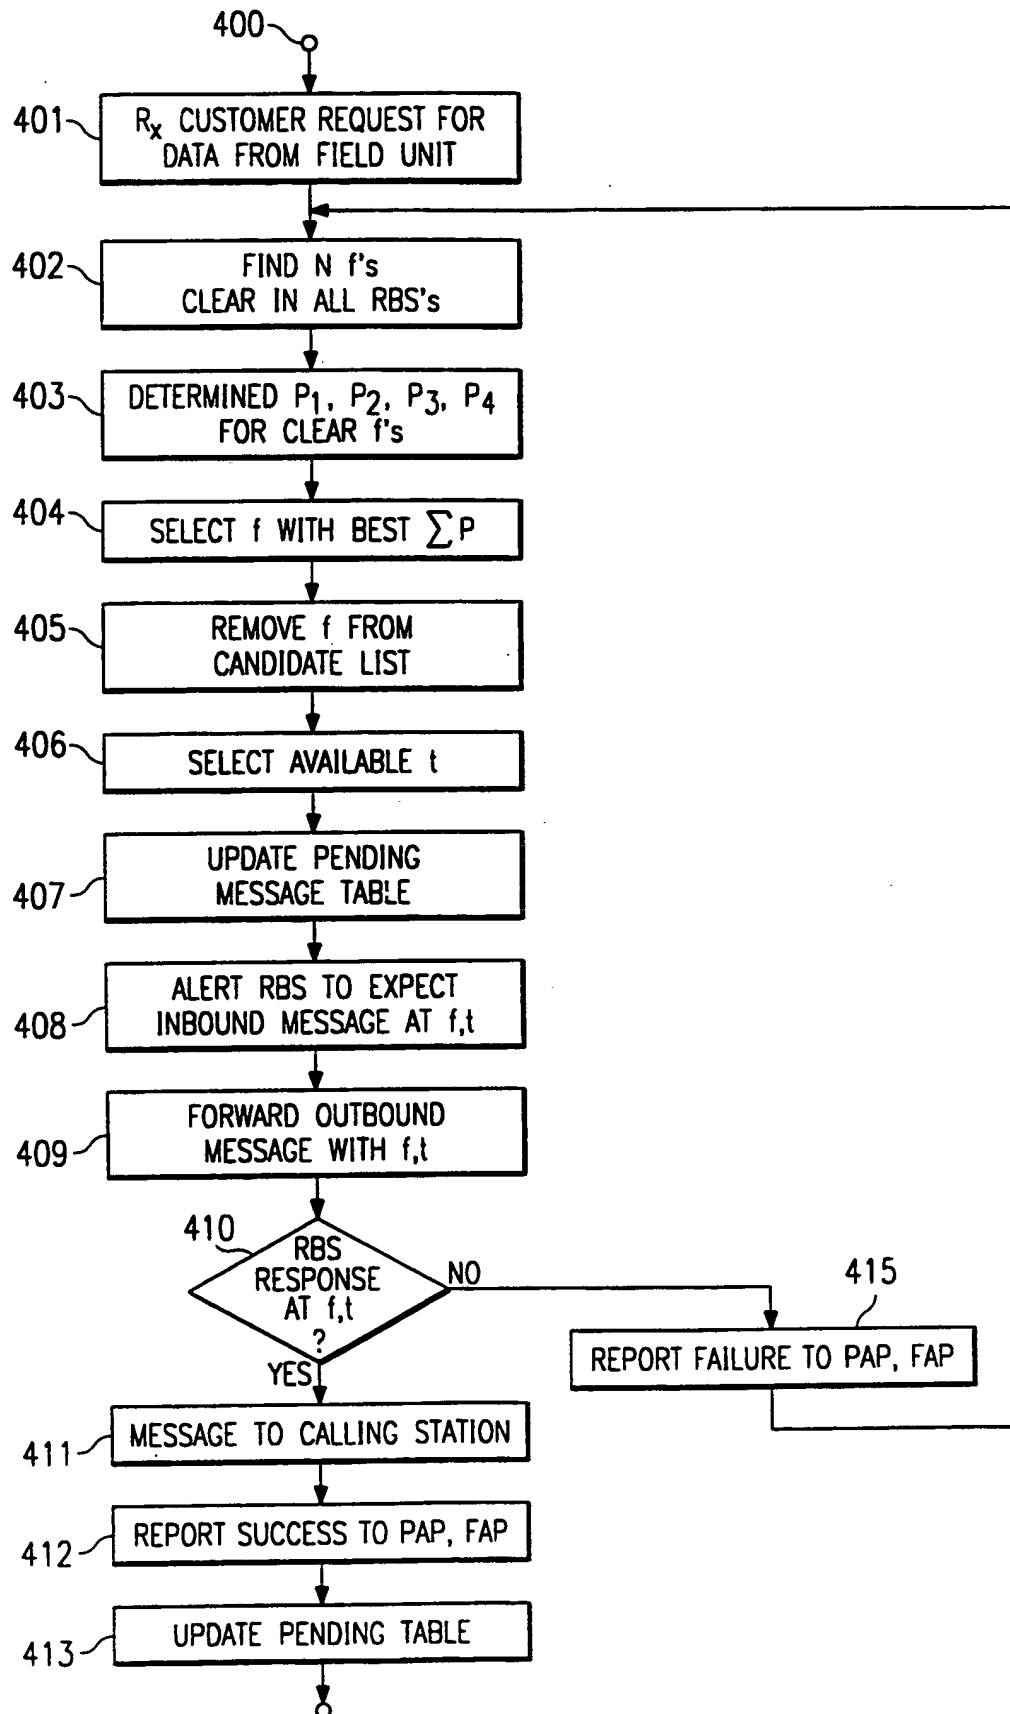 400
401
Rx CUSTOMER REQUEST FOR
DATA FROM FIELD UNIT
402
FIND N f's
CLEAR IN ALL RBS's
403
DETERMINED P1, P2, P3, P4
FOR CLEAR f's
404
SELECT f WITH BEST ∑P
405
REMOVE f FROM
CANDIDATE LIST
406
SELECT AVAILABLE t
407
UPDATE PENDING
MESSAGE TABLE
408
ALERT RBS TO EXPECT
INBOUND MESSAGE AT f,t
409
FORWARD OUTBOUND
MESSAGE WITH f,t
410
RBS
RESPONSE
AT f,t
?
NO
YES
415
REPORT FAILURE TO PAP, FAP
411
MESSAGE TO CALLING STATION
412
REPORT SUCCESS TO PAP, FAP
413
UPDATE PENDING TABLE